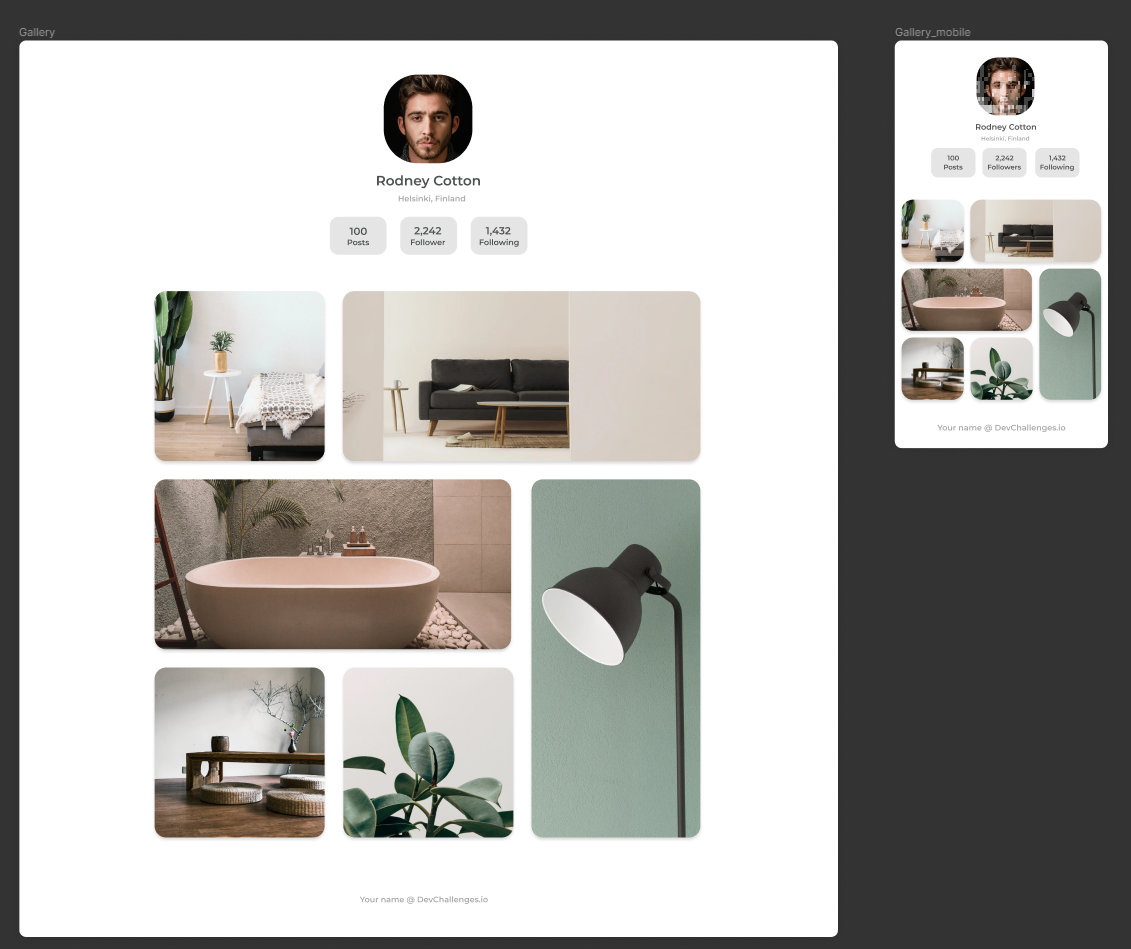 Gallery
Rodney Cotton
Helsinki, Finland
100
Posts
2,242
Follower
1,432
Following
Your name @ DevChallenges.io
Gallery_mobile
Rodney Cotton
Helsinki, Finland
100
Posts
2,242
Followers
1,432
Following
Your name @ DevChallenges.io